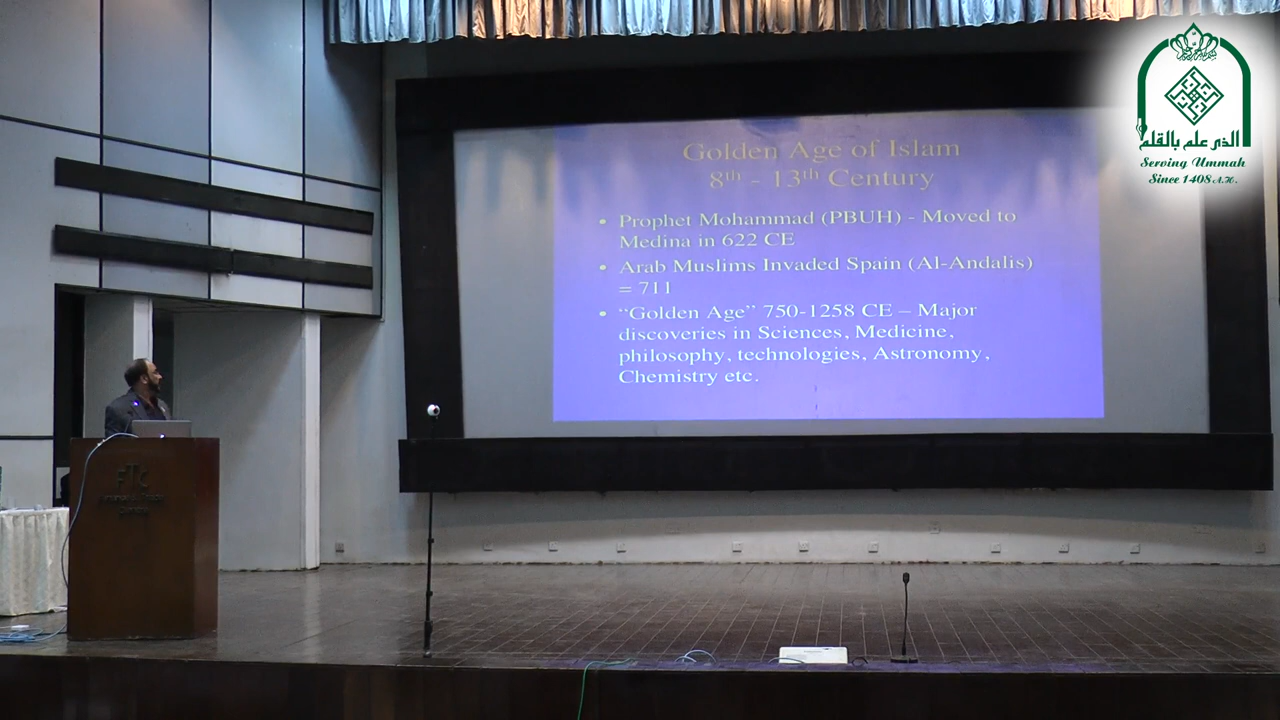 Golden Age of Islam
8th - 13th Century
• Prophet Mohammad (PBUH) - Moved to
Medina in 622 CE
• Arab Muslims Invaded Spain (Al-Andalis)
= 711
• “Golden Age” 750-1258 CE – Major
discoveries in Sciences, Medicine,
philosophy, technologies, Astronomy,
Chemistry etc.
الذی علم بالقلم
Serving Ummah
Since 1408 A.H.
FTC